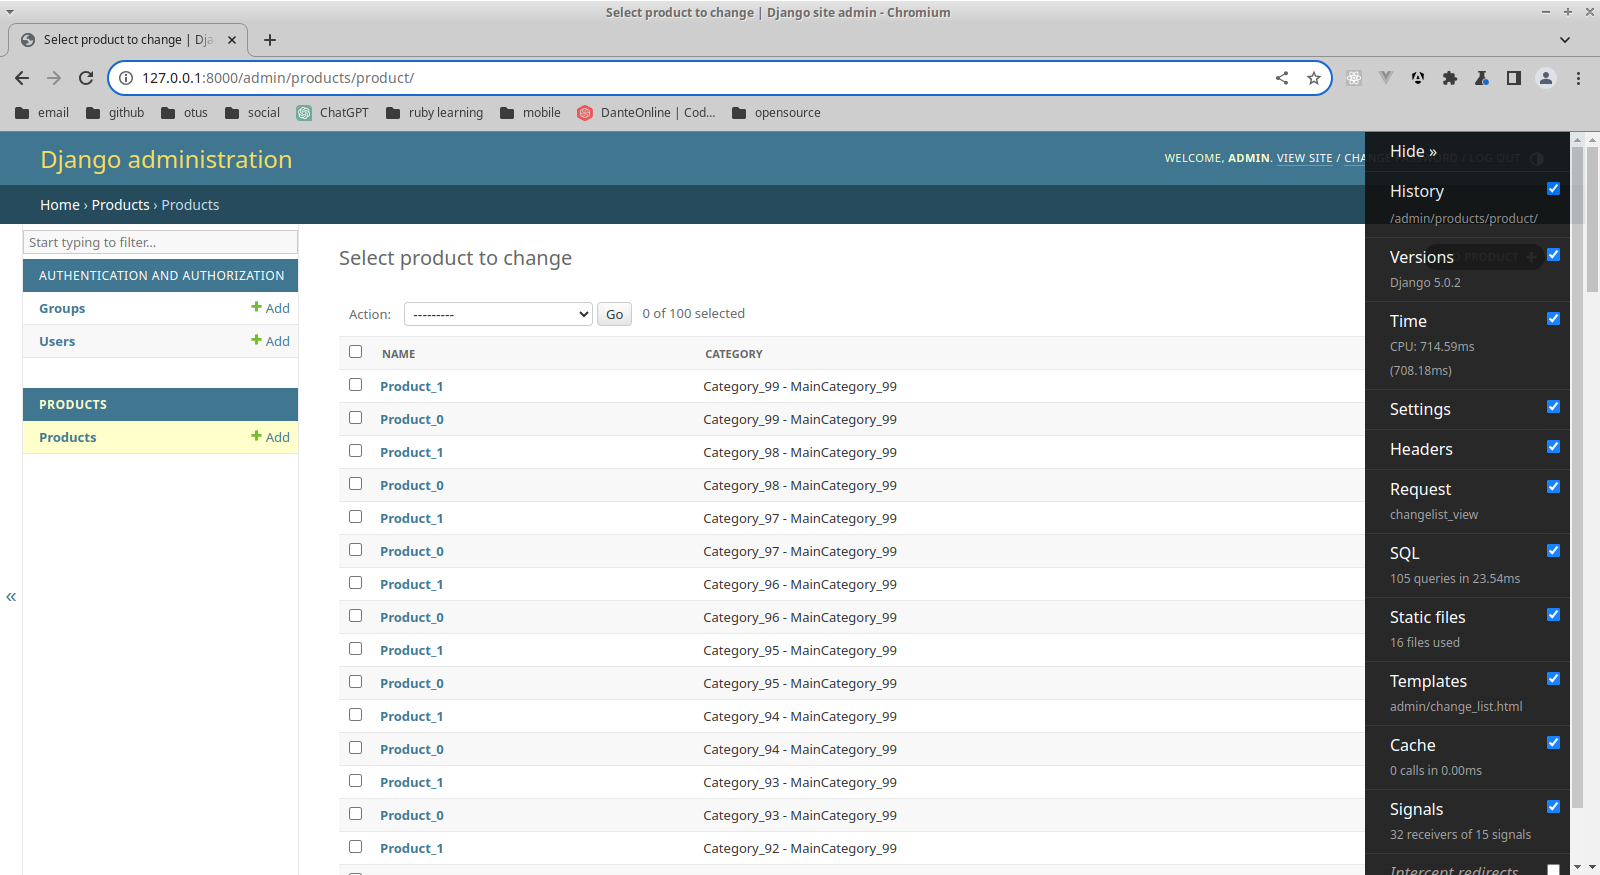 Select product to change | Django site admin - Chromium
Select product to change | Dja
127.0.0.1:8000/admin/products/product/
email github otus social ChatGPT ruby learning mobile DanteOnline | Cod... opensource
Django administration
WELCOME, ADMIN. VIEW SITE / CHANGE PASSWORD / LOG OUT
Home › Products › Products
Start typing to filter...
AUTHENTICATION AND AUTHORIZATION
Groups Add
Users Add
PRODUCTS
Products Add
«
Select product to change
Action: --------- Go 0 of 100 selected
NAME CATEGORY
Product_1 Category_99 - MainCategory_99
Product_0 Category_99 - MainCategory_99
Product_1 Category_98 - MainCategory_99
Product_0 Category_98 - MainCategory_99
Product_1 Category_97 - MainCategory_99
Product_0 Category_97 - MainCategory_99
Product_1 Category_96 - MainCategory_99
Product_0 Category_96 - MainCategory_99
Product_1 Category_95 - MainCategory_99
Product_0 Category_95 - MainCategory_99
Product_1 Category_94 - MainCategory_99
Product_0 Category_94 - MainCategory_99
Product_1 Category_93 - MainCategory_99
Product_0 Category_93 - MainCategory_99
Product_1 Category_92 - MainCategory_99
Hide »
History
/admin/products/product/
Versions
PRODUCT
Django 5.0.2
Time
CPU: 714.59ms
(708.18ms)
Settings
Headers
Request
changelist_view
SQL
105 queries in 23.54ms
Static files
16 files used
Templates
admin/change_list.html
Cache
0 calls in 0.00ms
Signals
32 receivers of 15 signals
Intercept redirects